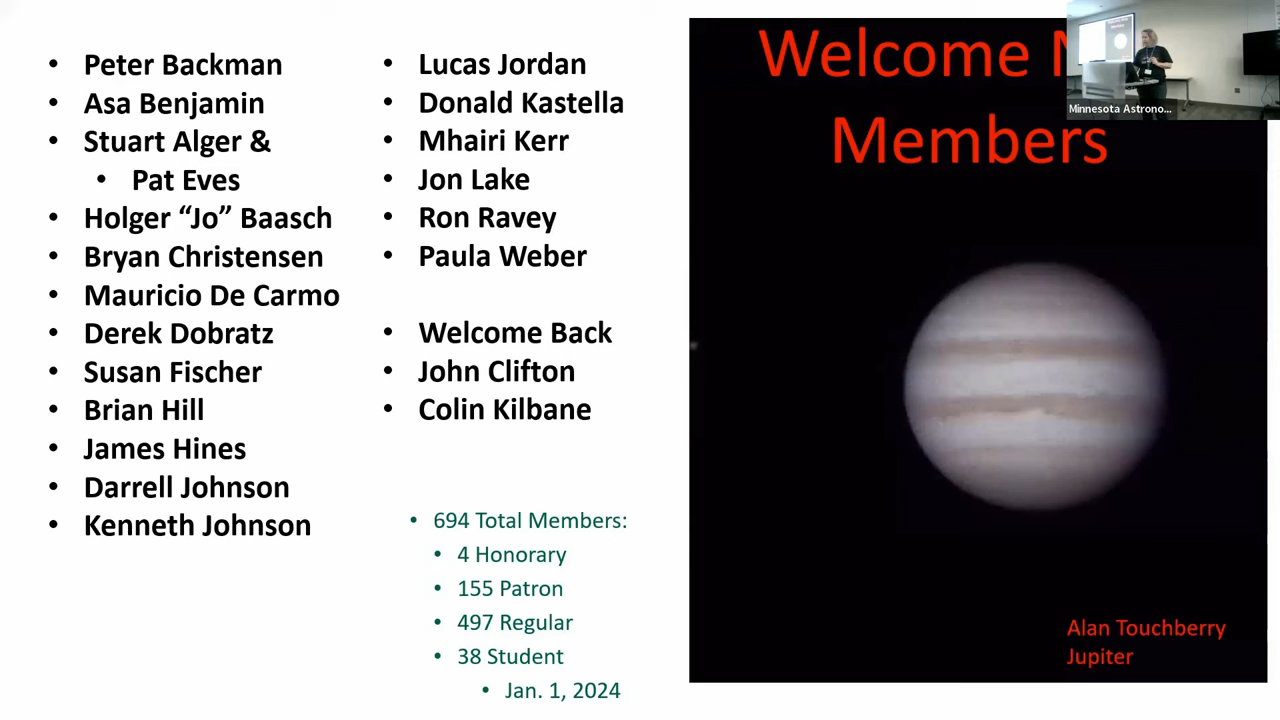 Peter Backman
Asa Benjamin
Stuart Alger &
Pat Eves
Holger “Jo” Baasch
Bryan Christensen
Mauricio De Carmo
Derek Dobratz
Susan Fischer
Brian Hill
James Hines
Darrell Johnson
Kenneth Johnson
Lucas Jordan
Donald Kastella
Mhairi Kerr
Jon Lake
Ron Ravey
Paula Weber
Welcome Back
John Clifton
Colin Kilbane
694 Total Members:
4 Honorary
155 Patron
497 Regular
38 Student
Jan. 1, 2024
Welcome
Members
Minnesota Astrono...
Alan Touchberry
Jupiter